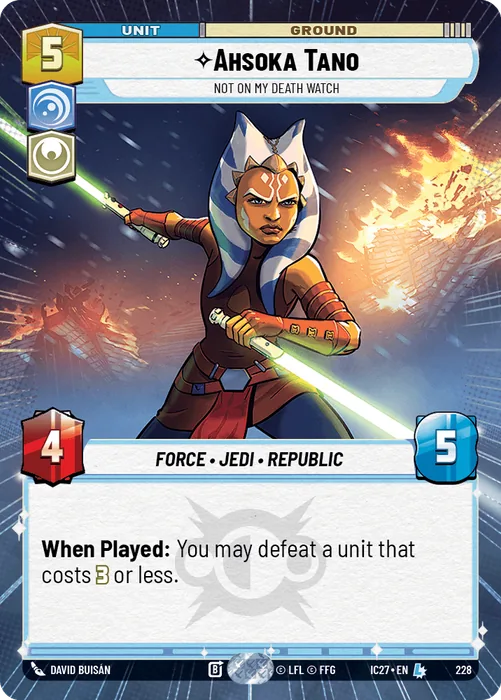 UNIT
GROUND
5
AHSOKA TANO
NOT ON MY DEATH WATCH
4
5
FORCE • JEDI • REPUBLIC
When Played: You may defeat a unit that
costs 3 or less.
DAVID BUISÁN
B
© LFL © FFG
IC27 • EN
L
228